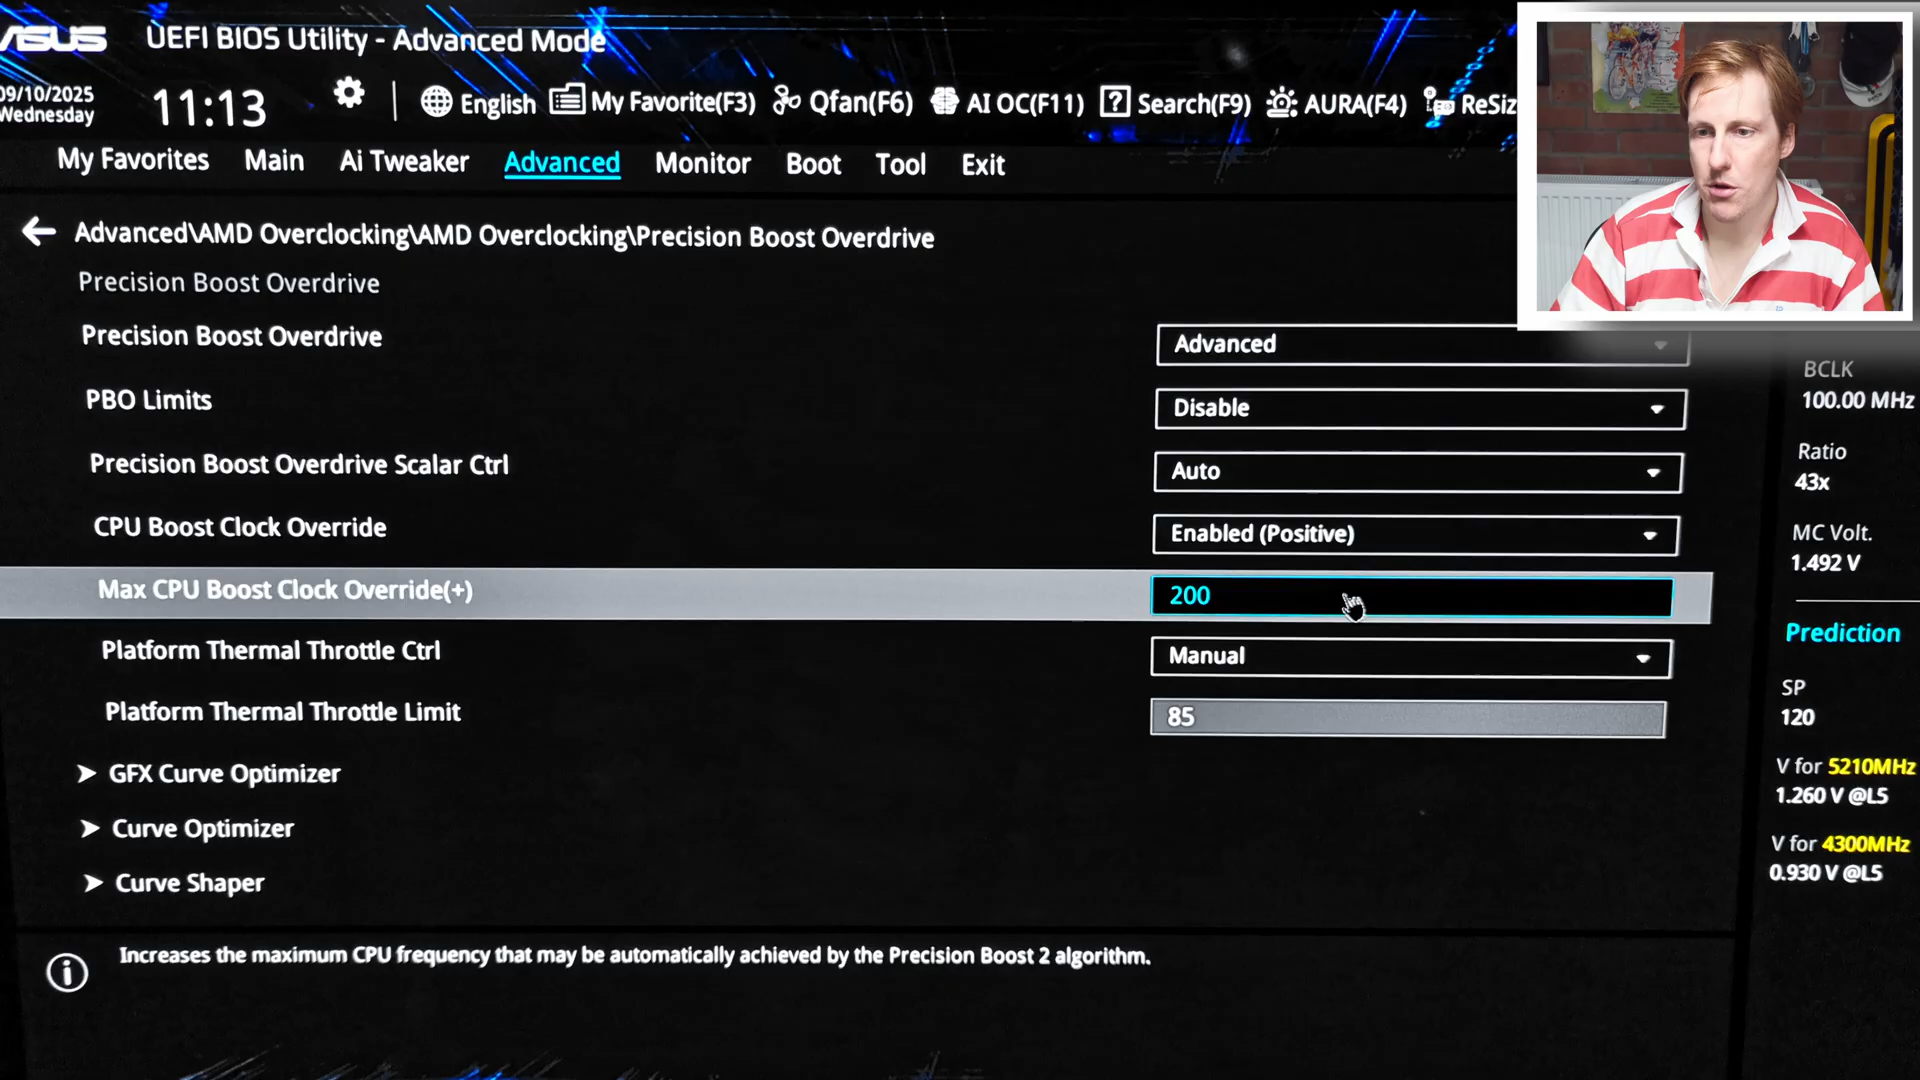 ASUS
UEFI BIOS Utility - Advanced Mode
09/10/2025
Wednesday
11:13
English
My Favorite(F3)
Qfan(F6)
AI OC(F11)
Search(F9)
AURA(F4)
ReSiz
My Favorites
Main
Ai Tweaker
Advanced
Monitor
Boot
Tool
Exit
Advanced\AMD Overclocking\AMD Overclocking\Precision Boost Overdrive
Precision Boost Overdrive
Precision Boost Overdrive
Advanced
PBO Limits
Disable
Precision Boost Overdrive Scalar Ctrl
Auto
CPU Boost Clock Override
Enabled (Positive)
Max CPU Boost Clock Override(+)
200
Platform Thermal Throttle Ctrl
Manual
Platform Thermal Throttle Limit
85
GFX Curve Optimizer
Curve Optimizer
Curve Shaper
Increases the maximum CPU frequency that may be automatically achieved by the Precision Boost 2 algorithm.
BCLK
100.00 MHz
Ratio
43x
MC Volt.
1.492 V
Prediction
SP
120
V for 5210MHz
1.260 V @L5
V for 4300MHz
0.930 V @L5